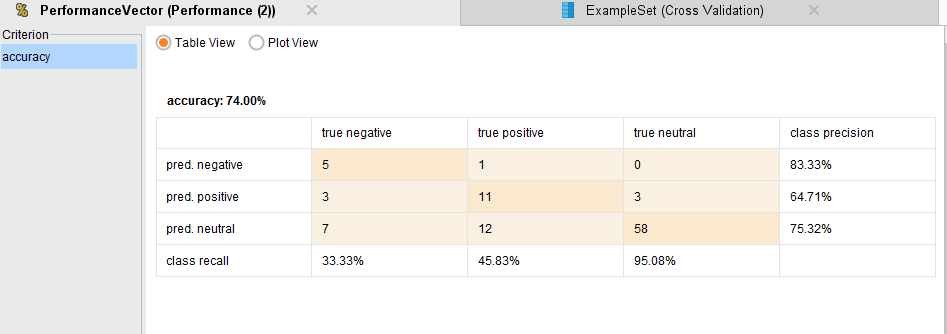 PerformanceVector (Performance (2)) ExampleSet (Cross Validation)
Criterion
accuracy
Table View Plot View
accuracy: 74.00%
true negative true positive true neutral class precision
pred. negative 5 1 0 83.33%
pred. positive 3 11 3 64.71%
pred. neutral 7 12 58 75.32%
class recall 33.33% 45.83% 95.08%